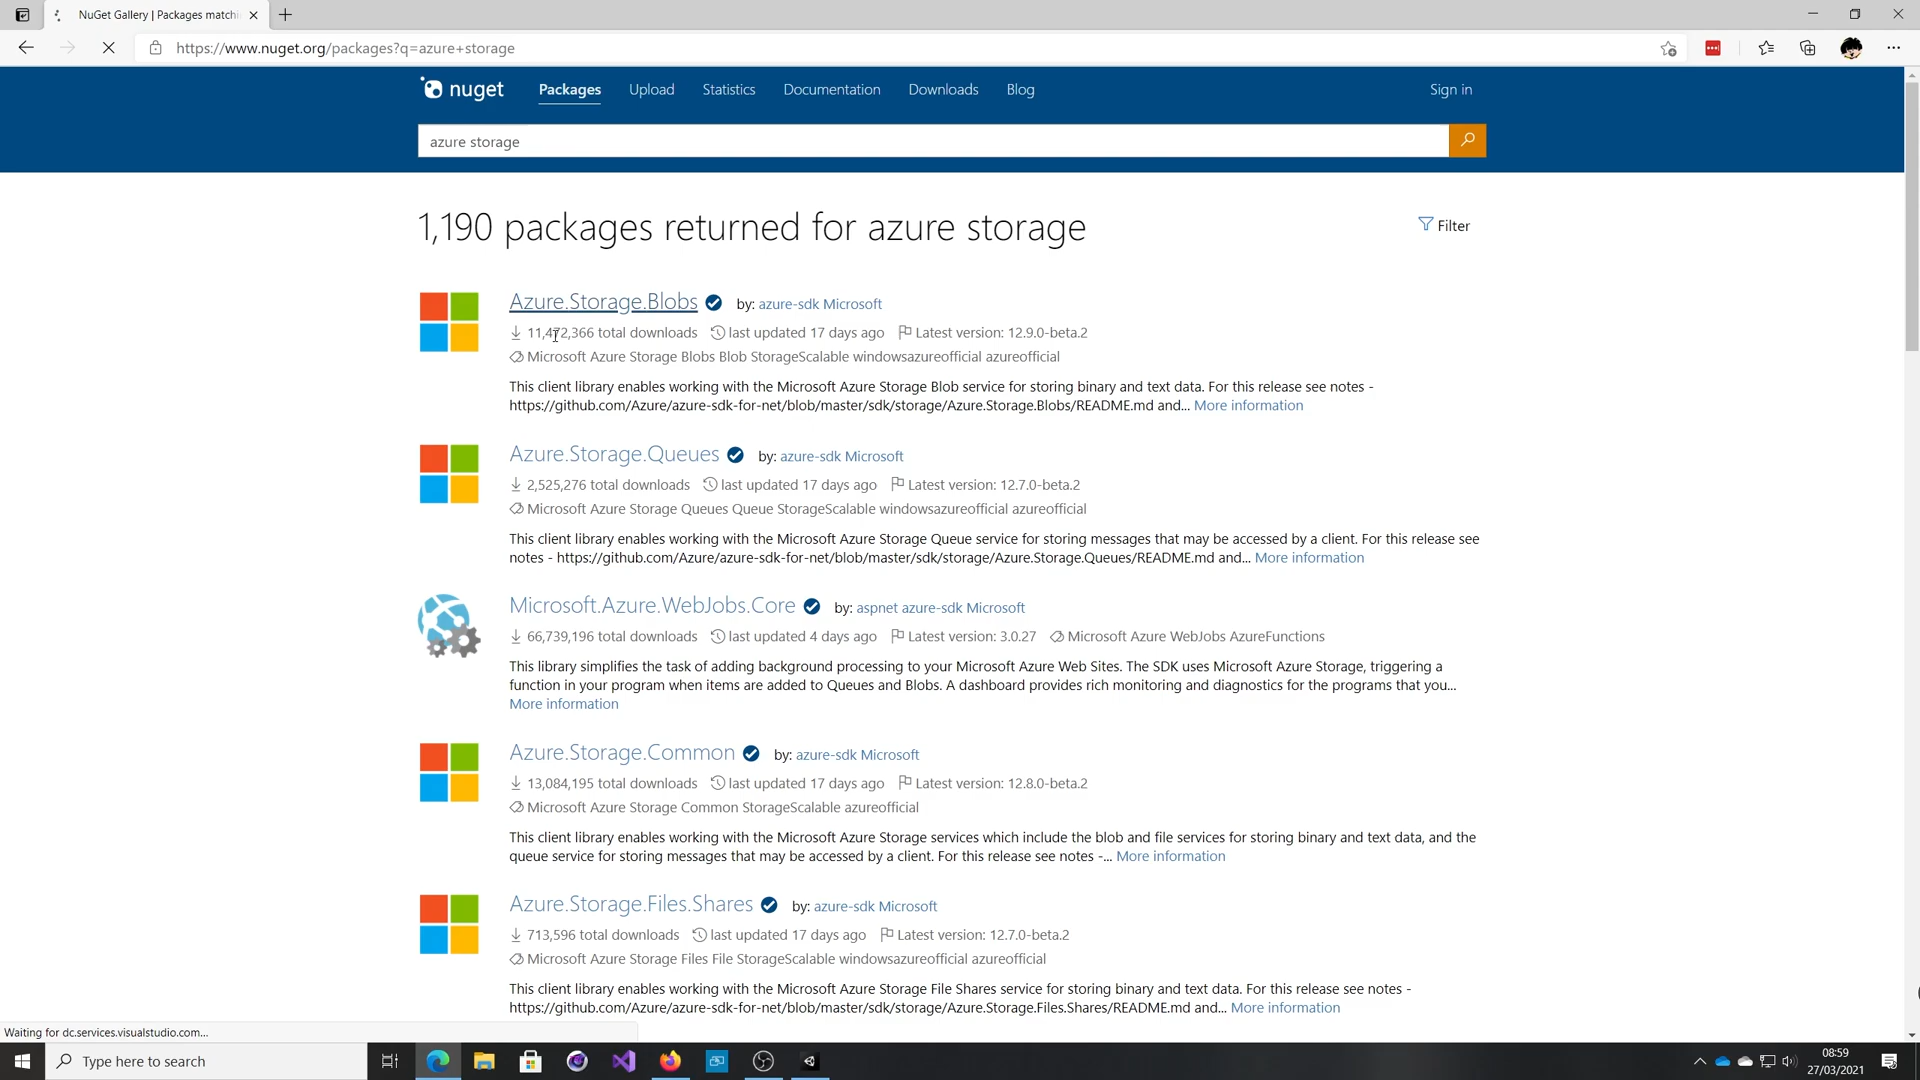 NuGet Gallery | Packages matchi
https://www.nuget.org/packages?q=azure+storage
nuget
Packages
Upload
Statistics
Documentation
Downloads
Blog
Sign in
azure storage
1,190 packages returned for azure storage
Filter
Azure.Storage.Blobs by: azure-sdk Microsoft
11,472,366 total downloads last updated 17 days ago Latest version: 12.9.0-beta.2
Microsoft Azure Storage Blobs Blob StorageScalable windowsazureofficial azureofficial
This client library enables working with the Microsoft Azure Storage Blob service for storing binary and text data. For this release see notes -
https://github.com/Azure/azure-sdk-for-net/blob/master/sdk/storage/Azure.Storage.Blobs/README.md and... More information
Azure.Storage.Queues by: azure-sdk Microsoft
2,525,276 total downloads last updated 17 days ago Latest version: 12.7.0-beta.2
Microsoft Azure Storage Queues Queue StorageScalable windowsazureofficial azureofficial
This client library enables working with the Microsoft Azure Storage Queue service for storing messages that may be accessed by a client. For this release see
notes - https://github.com/Azure/azure-sdk-for-net/blob/master/sdk/storage/Azure.Storage.Queues/README.md and... More information
Microsoft.Azure.WebJobs.Core by: aspnet azure-sdk Microsoft
66,739,196 total downloads last updated 4 days ago Latest version: 3.0.27 Microsoft Azure WebJobs AzureFunctions
This library simplifies the task of adding background processing to your Microsoft Azure Web Sites. The SDK uses Microsoft Azure Storage, triggering a
function in your program when items are added to Queues and Blobs. A dashboard provides rich monitoring and diagnostics for the programs that you...
More information
Azure.Storage.Common by: azure-sdk Microsoft
13,084,195 total downloads last updated 17 days ago Latest version: 12.8.0-beta.2
Microsoft Azure Storage Common StorageScalable azureofficial
This client library enables working with the Microsoft Azure Storage services which include the blob and file services for storing binary and text data, and the
queue service for storing messages that may be accessed by a client. For this release see notes -... More information
Azure.Storage.Files.Shares by: azure-sdk Microsoft
713,596 total downloads last updated 17 days ago Latest version: 12.7.0-beta.2
Microsoft Azure Storage Files File StorageScalable windowsazureofficial azureofficial
This client library enables working with the Microsoft Azure Storage File Shares service for storing binary and text data. For this release see notes -
https://github.com/Azure/azure-sdk-for-net/blob/master/sdk/storage/Azure.Storage.Files.Shares/README.md and... More information
Waiting for dc.services.visualstudio.com...
Type here to search
08:59
27/03/2021